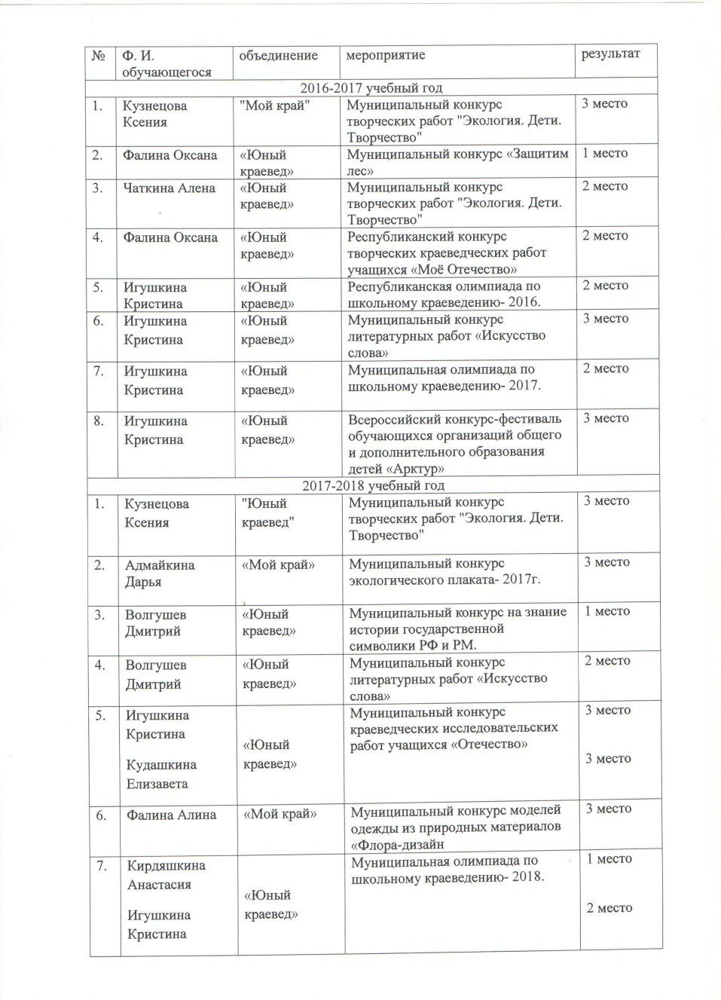 № Ф. И. объединение мероприятие результат
обучающегося
2016-2017 учебный год
1. Кузнецова "Мой край" Муниципальный конкурс 3 место
Ксения творческих работ "Экология. Дети.
Творчество"
2. Фалина Оксана «Юный Муниципальный конкурс «Защитим 1 место
краевед» лес»
3. Чаткина Алена «Юный Муниципальный конкурс 2 место
краевед» творческих работ "Экология. Дети.
Творчество"
4. Фалина Оксана «Юный Республиканский конкурс 2 место
краевед» творческих краеведческих работ
учащихся «Моё Отечество»
5. Игушкина «Юный Республиканская олимпиада по 2 место
Кристина краевед» школьному краеведению- 2016.
6. Игушкина «Юный Муниципальный конкурс 3 место
Кристина краевед» литературных работ «Искусство
слова»
7. Игушкина «Юный Муниципальная олимпиада по 2 место
Кристина краевед» школьному краеведению- 2017.
8. Игушкина «Юный Всероссийский конкурс-фестиваль 3 место
Кристина краевед» обучающихся организаций общего
и дополнительного образования
детей «Арктур»
2017-2018 учебный год
1. Кузнецова "Юный Муниципальный конкурс 3 место
Ксения краевед" творческих работ "Экология. Дети.
Творчество"
2. Адмайкина «Мой край» Муниципальный конкурс 3 место
Дарья экологического плаката- 2017г.
3. Волгушев «Юный Муниципальный конкурс на знание 1 место
Дмитрий краевед» истории государственной
символики РФ и РМ.
4. Волгушев «Юный Муниципальный конкурс 2 место
Дмитрий краевед» литературных работ «Искусство
слова»
5. Игушкина Муниципальный конкурс 3 место
Кристина краеведческих исследовательских
«Юный работ учащихся «Отечество»
Кудашкина краевед» 3 место
Елизавета
6. Фалина Алина «Мой край» Муниципальный конкурс моделей 3 место
одежды из природных материалов
«Флора-дизайн
7. Кирдяшкина Муниципальная олимпиада по 1 место
Анастасия школьному краеведению- 2018.
«Юный
Игушкина краевед» 2 место
Кристина